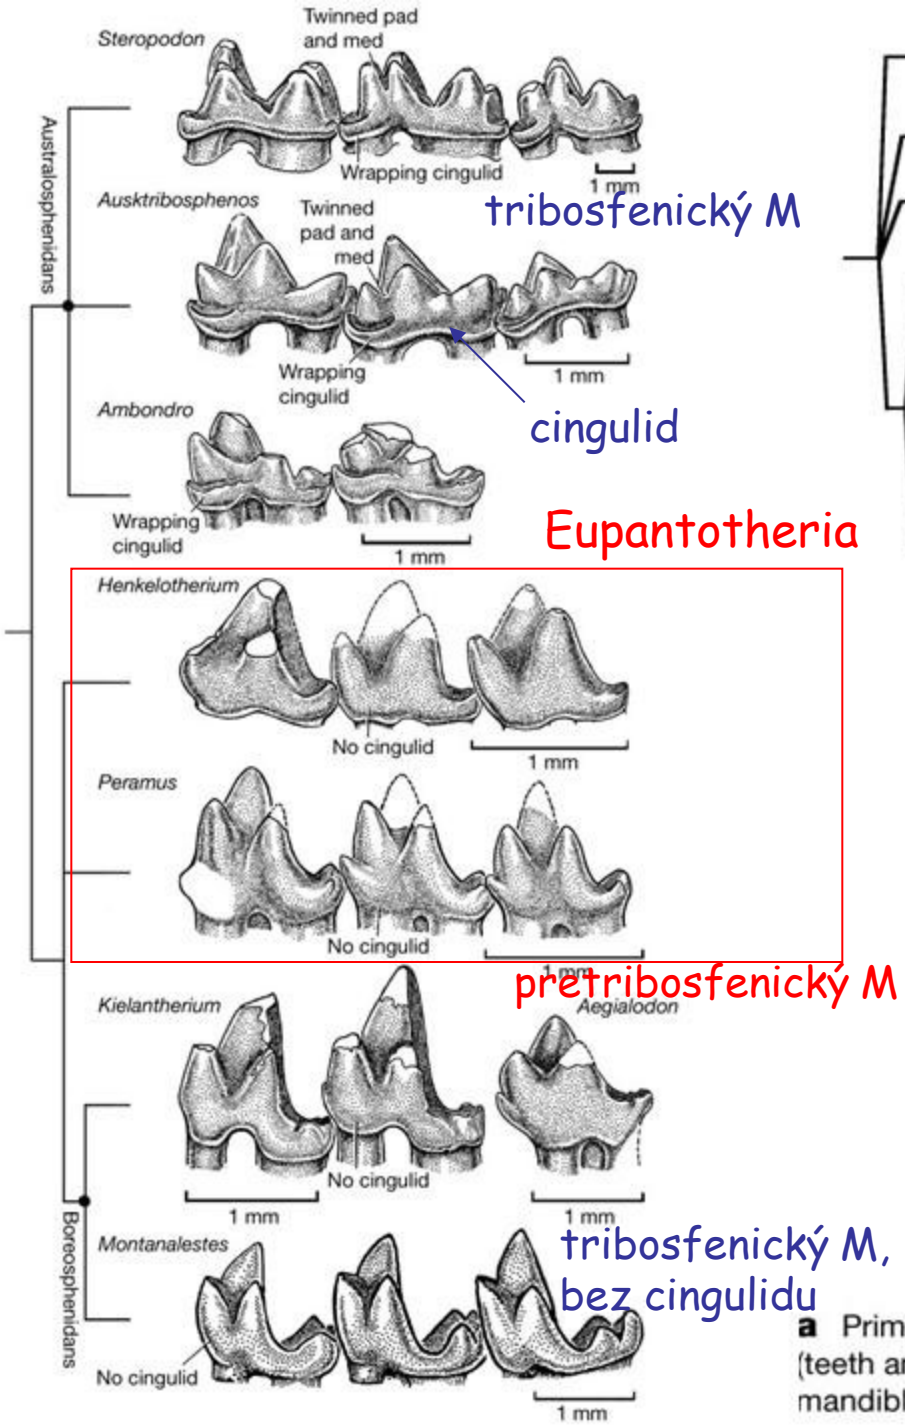 Steropodon
Twinned pad
and med
Wrapping cingulid
1 mm
Australosphenidans
Ausktribosphenos
Twinned
pad and
med
tribosfenický M
Wrapping
cingulid
1 mm
cingulid
Ambondro
Wrapping
cingulid
1 mm
Eupantotheria
Henkelotherium
No cingulid
1 mm
Peramus
No cingulid
1 mm
pretribosfenický M
Kielantherium
Aegialodon
No cingulid
1 mm
1 mm
Boreosphenidans
Montanalestes
tribosfenický M,
bez cingulidu
No cingulid
1 mm
a Prim
(teeth a
mandib